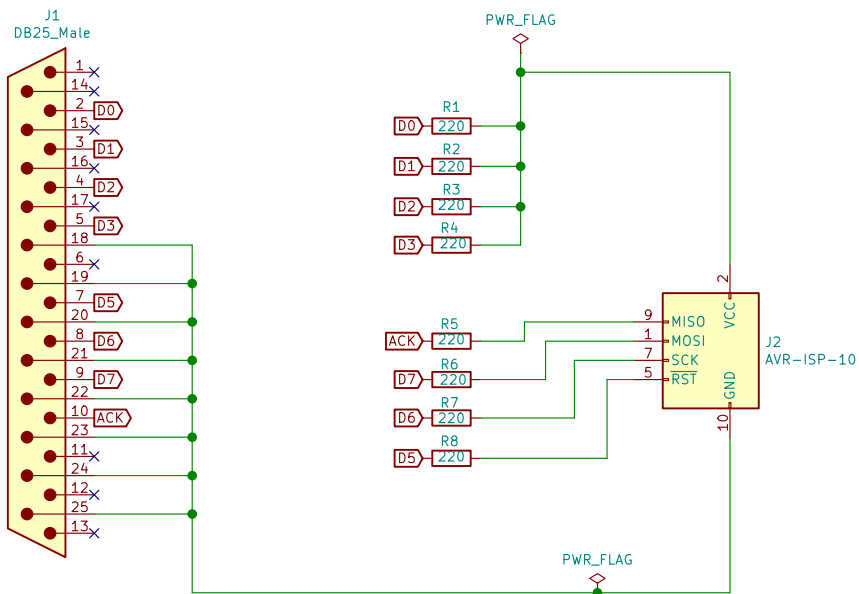 J1
DB25_Male
1
14
2 D0
15
3 D1
16
4 D2
17
5 D3
18
6
19
7 D5
20
8 D6
21
9 D7
22
10 ACK
23
11
24
12
25
13
PWR_FLAG
R1
D0 220
R2
D1 220
R3
D2 220
R4
D3 220
R5
ACK 220
R6
D7 220
R7
D6 220
R8
D5 220
2
VCC
9 MISO
1 MOSI
7 SCK
5 RST
GND
10
J2
AVR-ISP-10
PWR_FLAG